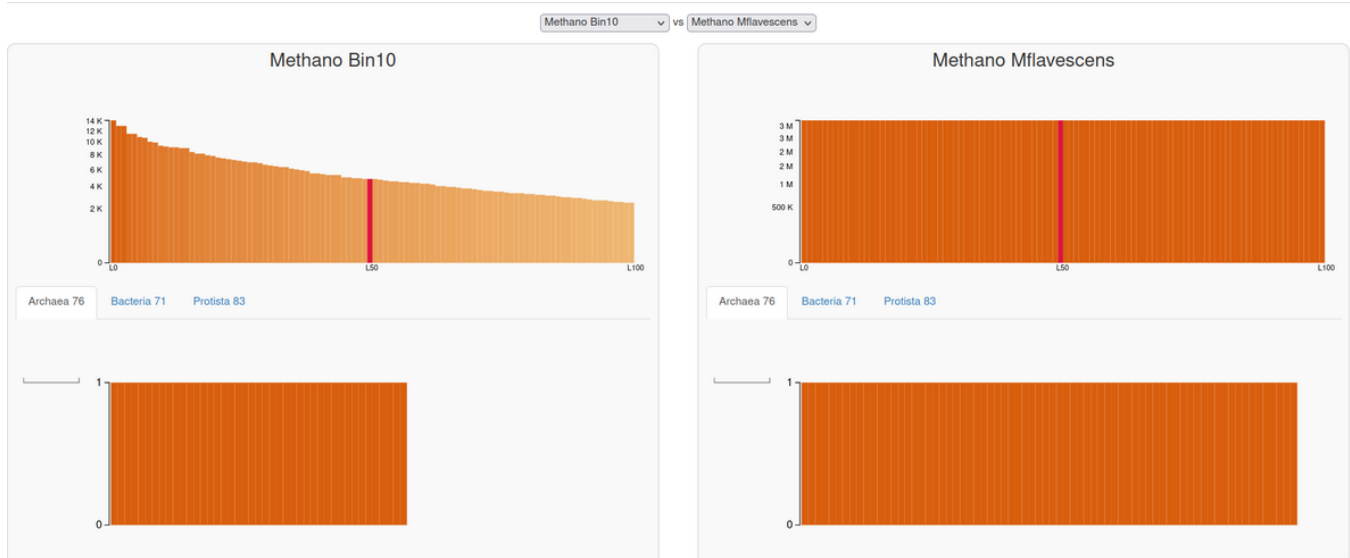 Methano Bin10 vs Methano Mflavescens
Methano Bin10
14 K
12 K
10 K
8 K
6 K
4 K
2 K
0
L0 L50 L100
Archaea 76 Bacteria 71 Protista 83
1
0
Methano Mflavescens
3 M
3 M
2 M
2 M
1 M
500 K
0
L0 L50 L100
Archaea 76 Bacteria 71 Protista 83
1
0